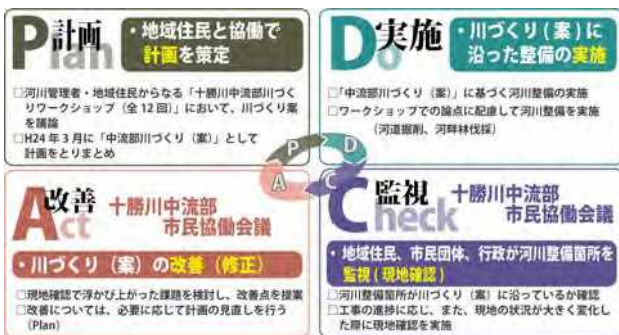 Plan 計画
・地域住民と協働で
計画を策定
□河川管理者・地域住民からなる「十勝川中流部川づく
りワークショップ（全12回）」において、川づくり案
を議論
□H24年3月に「中流部川づくり（案）」として
計画をとりまとめ
Do 実施
・川づくり(案)に
沿った整備の実施
□「中流部川づくり（案）」に基づく河川整備の実施
□ワークショップでの論点に配慮して河川整備を実施
（河道掘削、河畔林伐採）
P
D
A
C
Act 改善
十勝川中流部
市民協働会議
・川づくり（案）の改善（修正）
□現地確認で浮かび上がった課題を検討し、改善点を提案
□改善については、必要に応じて計画の見直しを行う
(Plan)
Check 監視
十勝川中流部
市民協働会議
・地域住民、市民団体、行政が河川整備箇所を
監視(現地確認)
□河川整備箇所が川づくり（案）に沿っているか確認
□工事の進捗に応じ、また、現地の状況が大きく変化し
た際に現地確認を実施